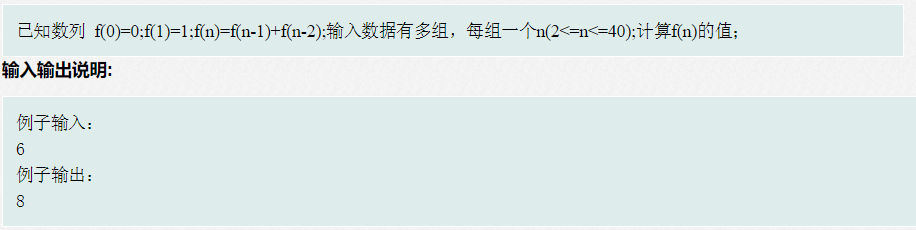 已知数列 f(0)=0;f(1)=1;f(n)=f(n-1)+f(n-2);输入数据有多组，每组一个n(2<=n<=40);计算f(n)的值；
输入输出说明:
例子输入：
6
例子输出：
8